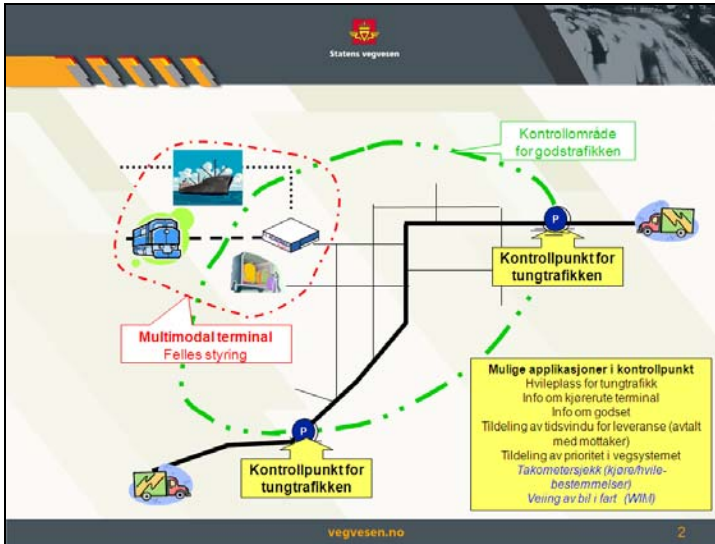 Statens vegvesen
Kontrollområde
for godstrafikken
P
Kontrollpunkt for
tungtrafikken
Multimodal terminal
Felles styring
Mulige applikasjoner i kontrollpunkt
Hvileplass for tungtrafikk
Info om kjørerute terminal
Info om godset
Tildeling av tidsvindu for leveranse (avtalt
med mottaker)
Tildeling av prioritet i vegsystemet
Takometersjekk (kjøre/hvile-
bestemmelser)
Veiing av bil i fart (WIM)
P
Kontrollpunkt for
tungtrafikken
vegvesen.no
2